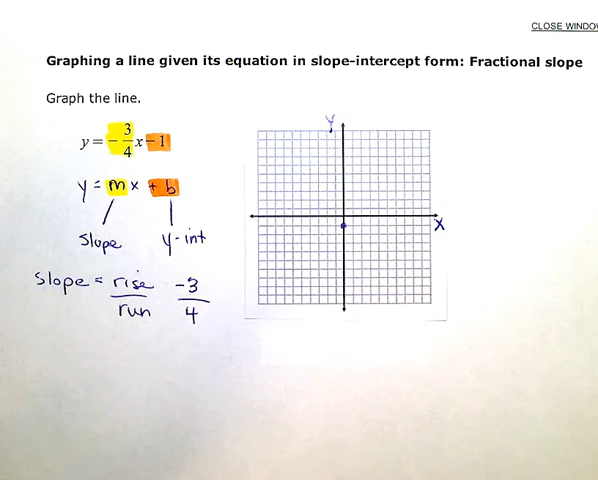 CLOSE WINDOW
Graphing a line given its equation in slope-intercept form: Fractional slope
Graph the line.
y = -3/4 x - 1
y = mx + b
slope y-int
slope = rise/run -3/4
Y
X